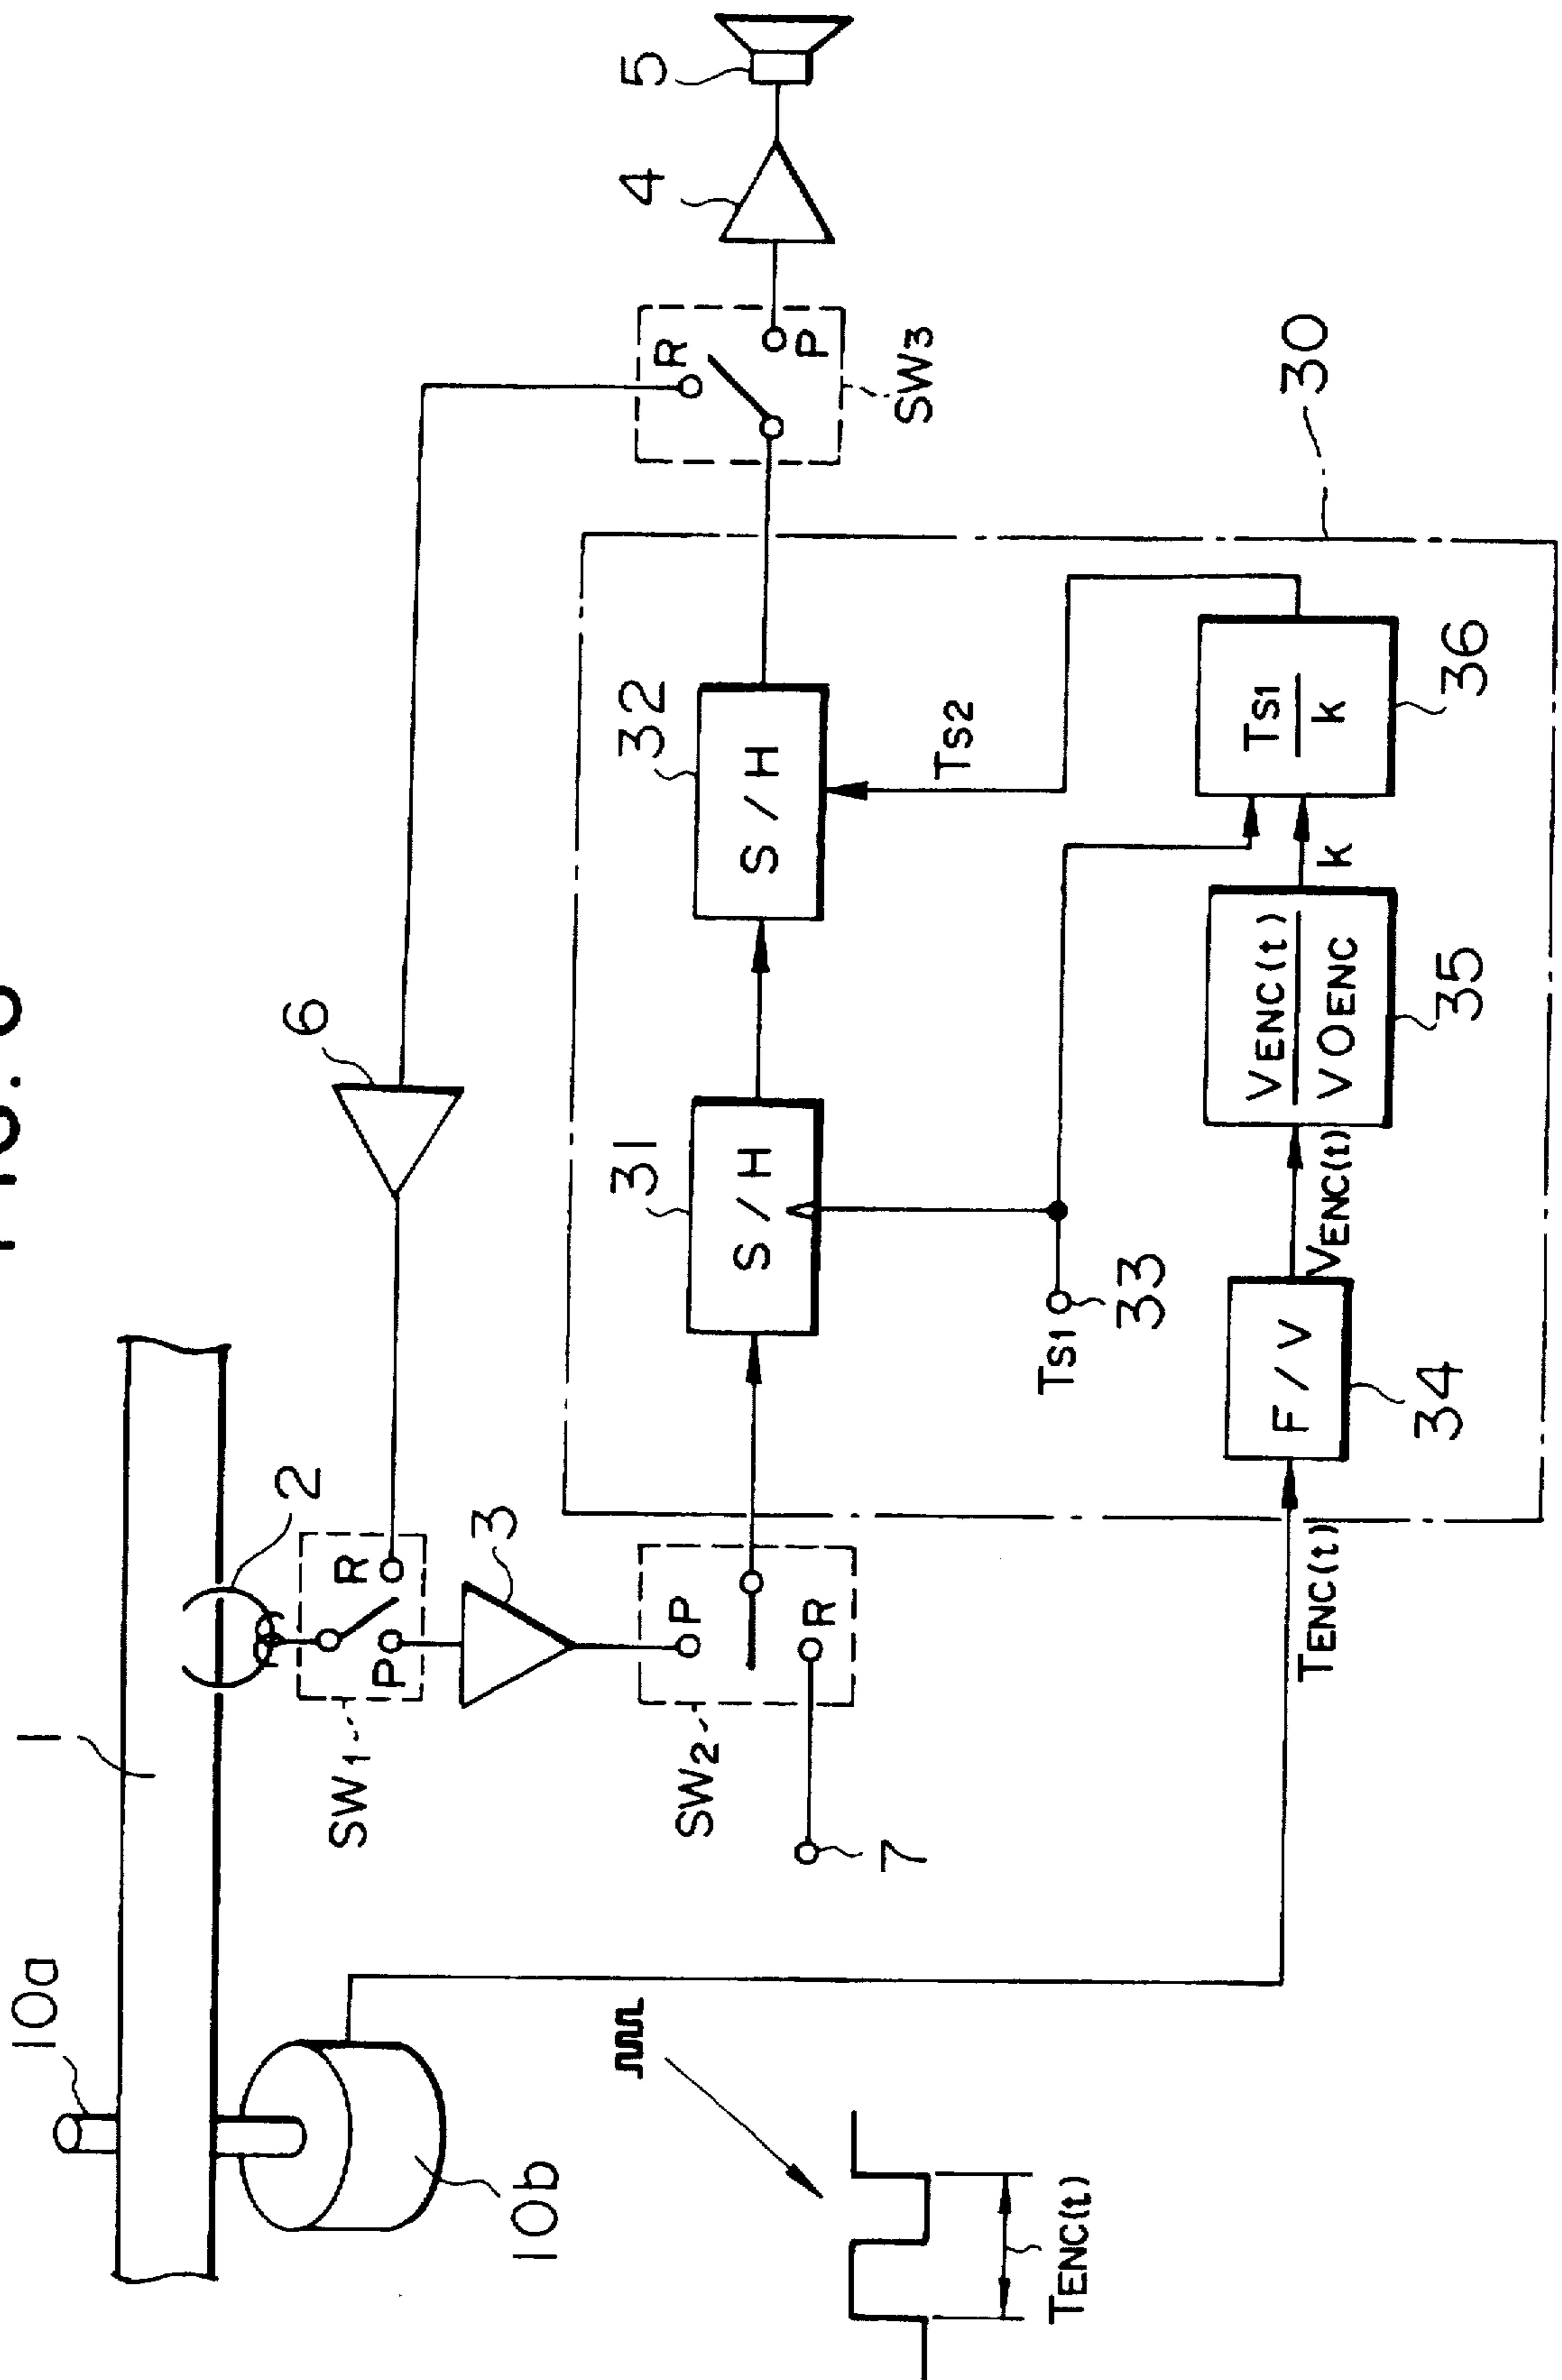 FIG.
10a
1
2
6
SW1
P
R
3
10b
SW2
P
R
7
31
S/H
32
S/H
R
P
SW3
4
5
TS1
33
TS2
TENC(t)
TENC(t)
F/V
34
VENC(t)
VENC(t)
VOENC
35
k
TS1
k
36
30